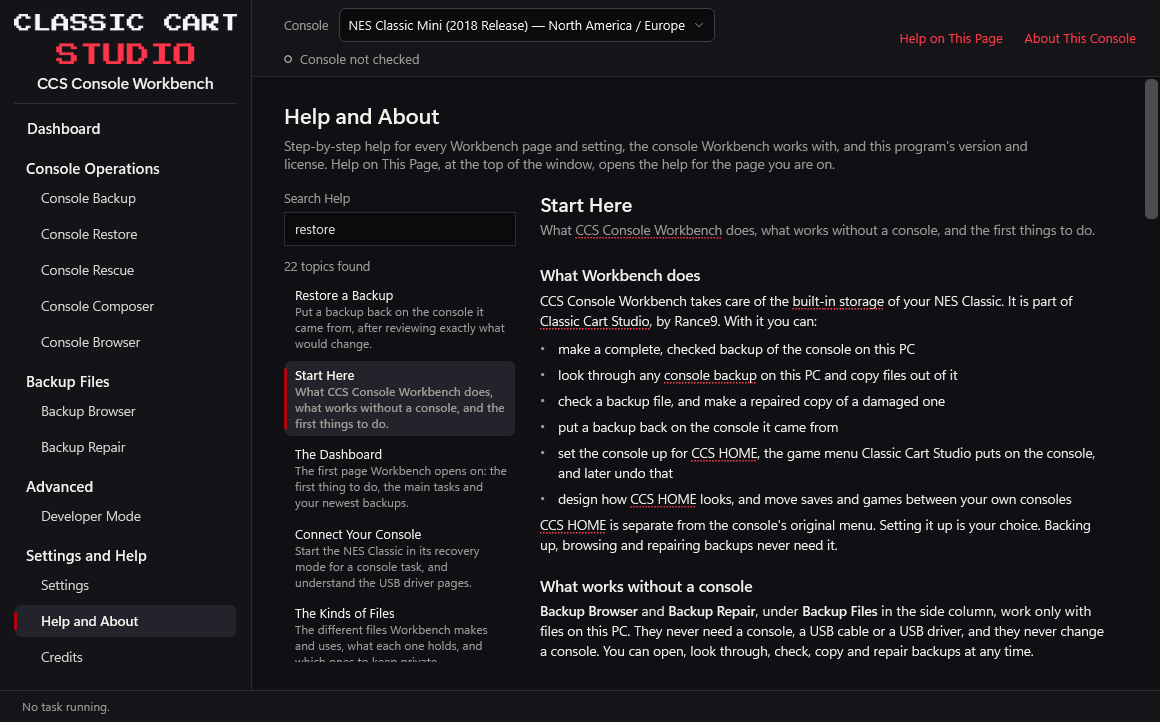 CLASSIC CART
STUDIO
CCS Console Workbench
Dashboard
Console Operations
Console Backup
Console Restore
Console Rescue
Console Composer
Console Browser
Backup Files
Backup Browser
Backup Repair
Advanced
Developer Mode
Settings and Help
Settings
Help and About
Credits
Console
NES Classic Mini (2018 Release) — North America / Europe
Console not checked
Help on This Page
About This Console
Help and About
Step-by-step help for every Workbench page and setting, the console Workbench works with, and this program's version and
license. Help on This Page, at the top of the window, opens the help for the page you are on.
Search Help
restore
22 topics found
Restore a Backup
Put a backup back on the console it
came from, after reviewing exactly what
would change.
Start Here
What CCS Console Workbench does,
what works without a console, and the
first things to do.
The Dashboard
The first page Workbench opens on: the
first thing to do, the main tasks and
your newest backups.
Connect Your Console
Start the NES Classic in its recovery
mode for a console task, and
understand the USB driver pages.
The Kinds of Files
The different files Workbench makes
and uses, what each one holds, and
which ones to keep private.
Start Here
What CCS Console Workbench does, what works without a console, and the first things to do.
What Workbench does
CCS Console Workbench takes care of the built-in storage of your NES Classic. It is part of
Classic Cart Studio, by Rance9. With it you can:
• make a complete, checked backup of the console on this PC
• look through any console backup on this PC and copy files out of it
• check a backup file, and make a repaired copy of a damaged one
• put a backup back on the console it came from
• set the console up for CCS HOME, the game menu Classic Cart Studio puts on the console,
and later undo that
• design how CCS HOME looks, and move saves and games between your own consoles
CCS HOME is separate from the console's original menu. Setting it up is your choice. Backing
up, browsing and repairing backups never need it.
What works without a console
Backup Browser and Backup Repair, under Backup Files in the side column, work only with
files on this PC. They never need a console, a USB cable or a USB driver, and they never change
a console. You can open, look through, check, copy and repair backups at any time.
No task running.